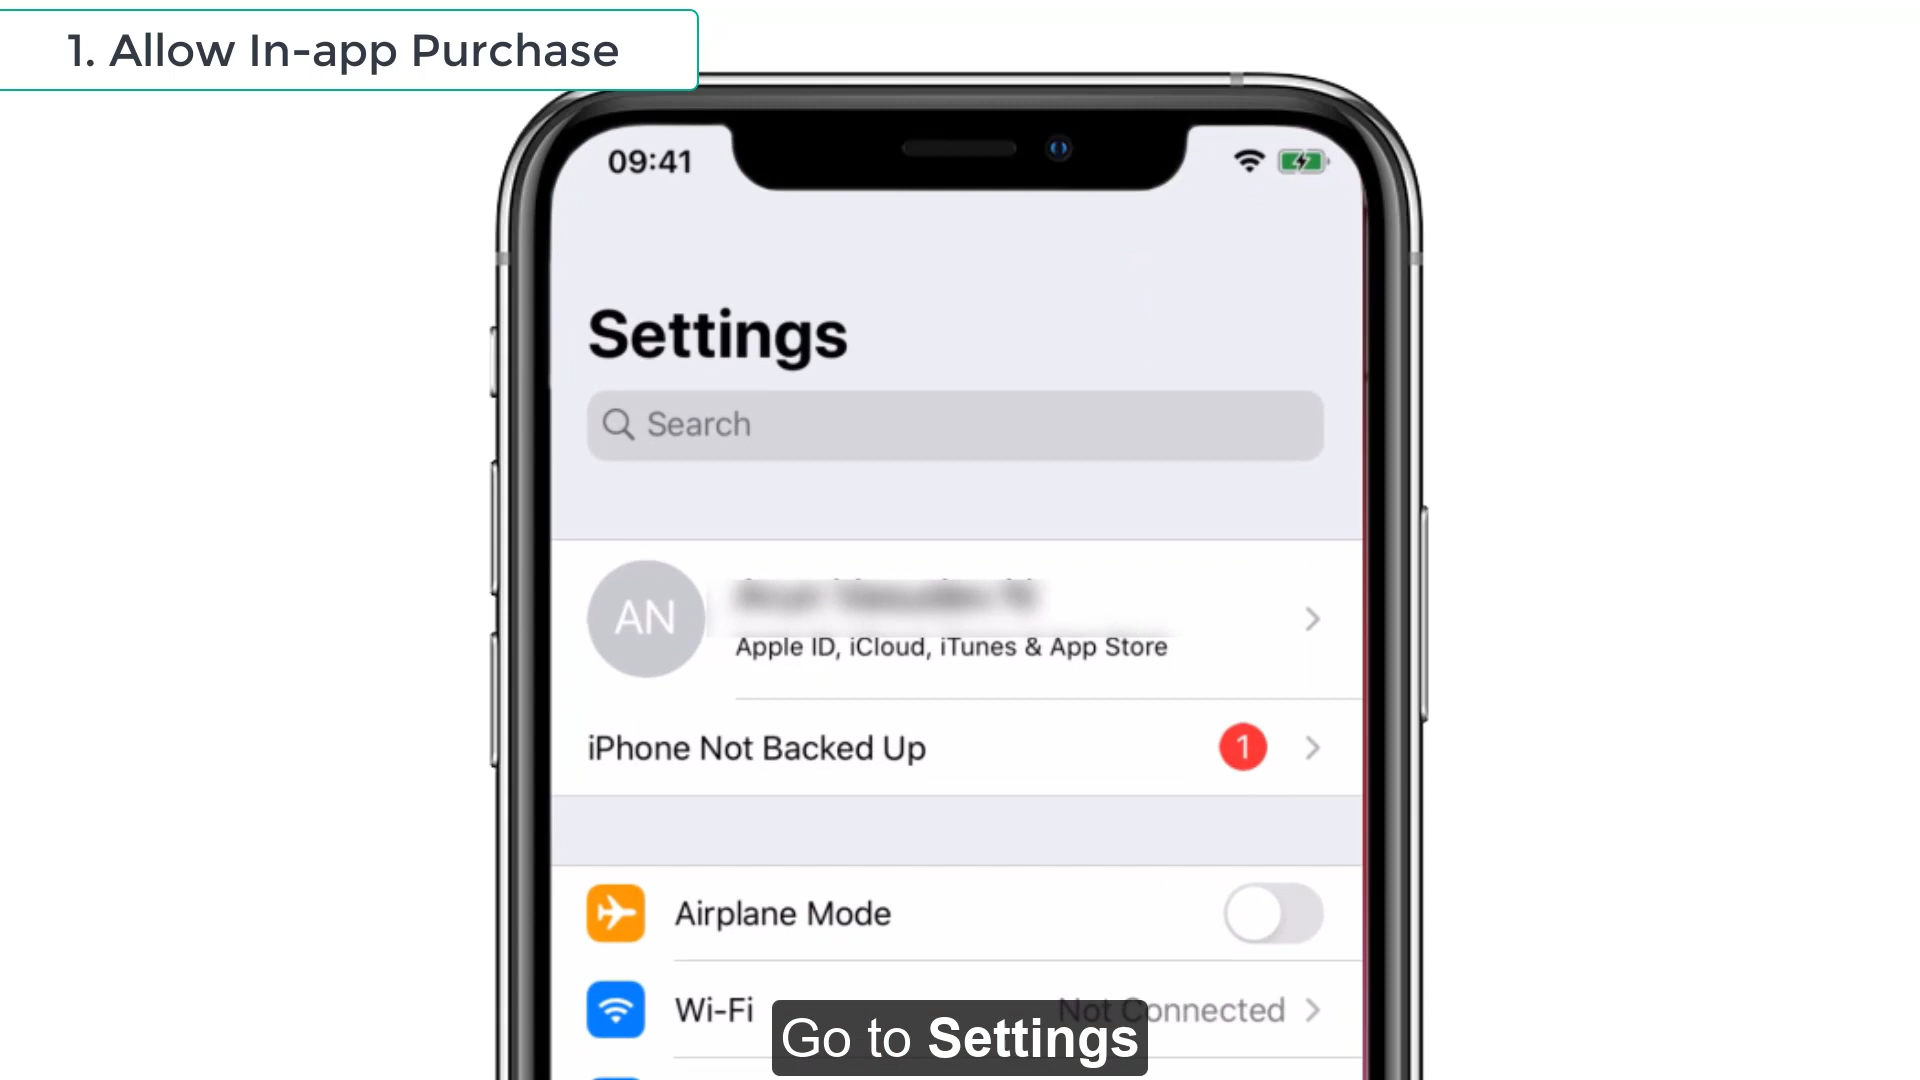 1. Allow In-app Purchase
09:41
Settings
Search
AN
Apple ID, iCloud, iTunes & App Store
iPhone Not Backed Up 1
Airplane Mode
Wi-Fi Not Connected
Go to Settings